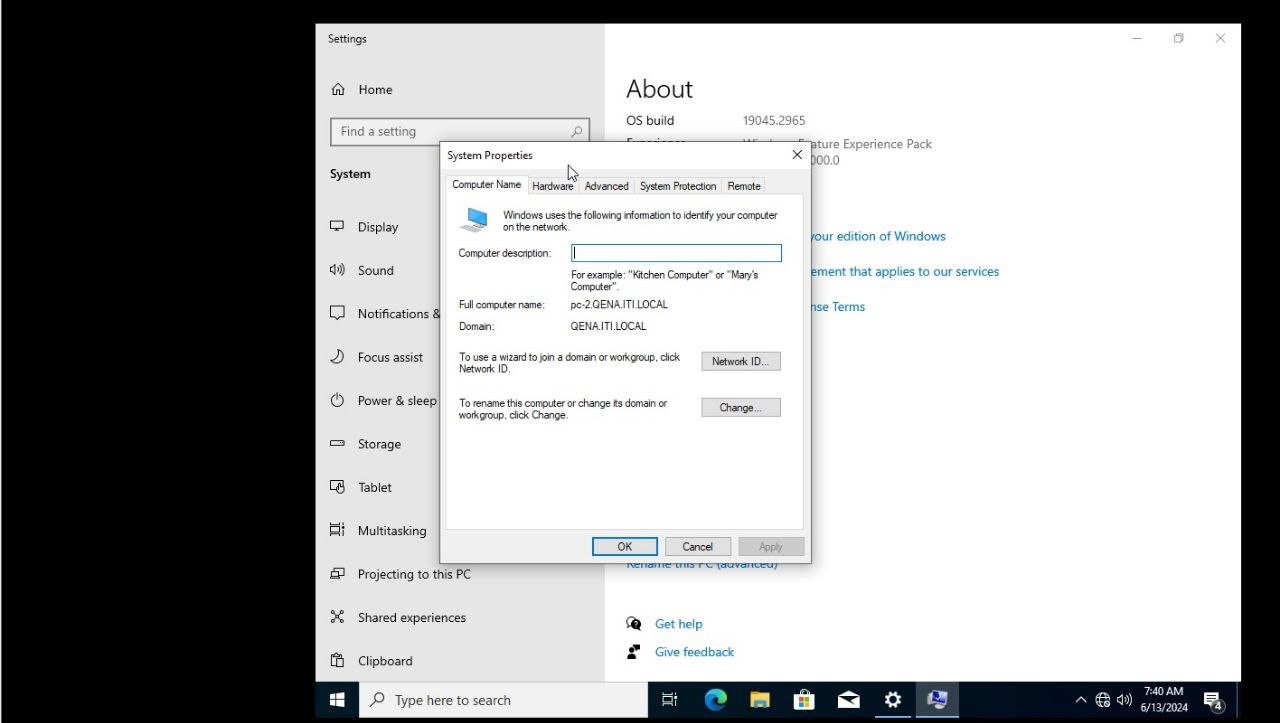 Settings
Home
Find a setting
System
Display
Sound
Notifications &
Focus assist
Power & sleep
Storage
Tablet
Multitasking
Projecting to this PC
Shared experiences
Clipboard
About
OS build 19045.2965
ature Experience Pack
000.0
your edition of Windows
ement that applies to our services
nse Terms
System Properties
Computer Name Hardware Advanced System Protection Remote
Windows uses the following information to identify your computer
on the network.
Computer description:
For example: "Kitchen Computer" or "Mary's
Computer".
Full computer name: pc-2.QENA.ITI.LOCAL
Domain: QENA.ITI.LOCAL
To use a wizard to join a domain or workgroup, click
Network ID.
Network ID...
To rename this computer or change its domain or
workgroup, click Change.
Change...
OK Cancel Apply
Rename this PC (advanced)
Get help
Give feedback
Type here to search
7:40 AM
6/13/2024
4